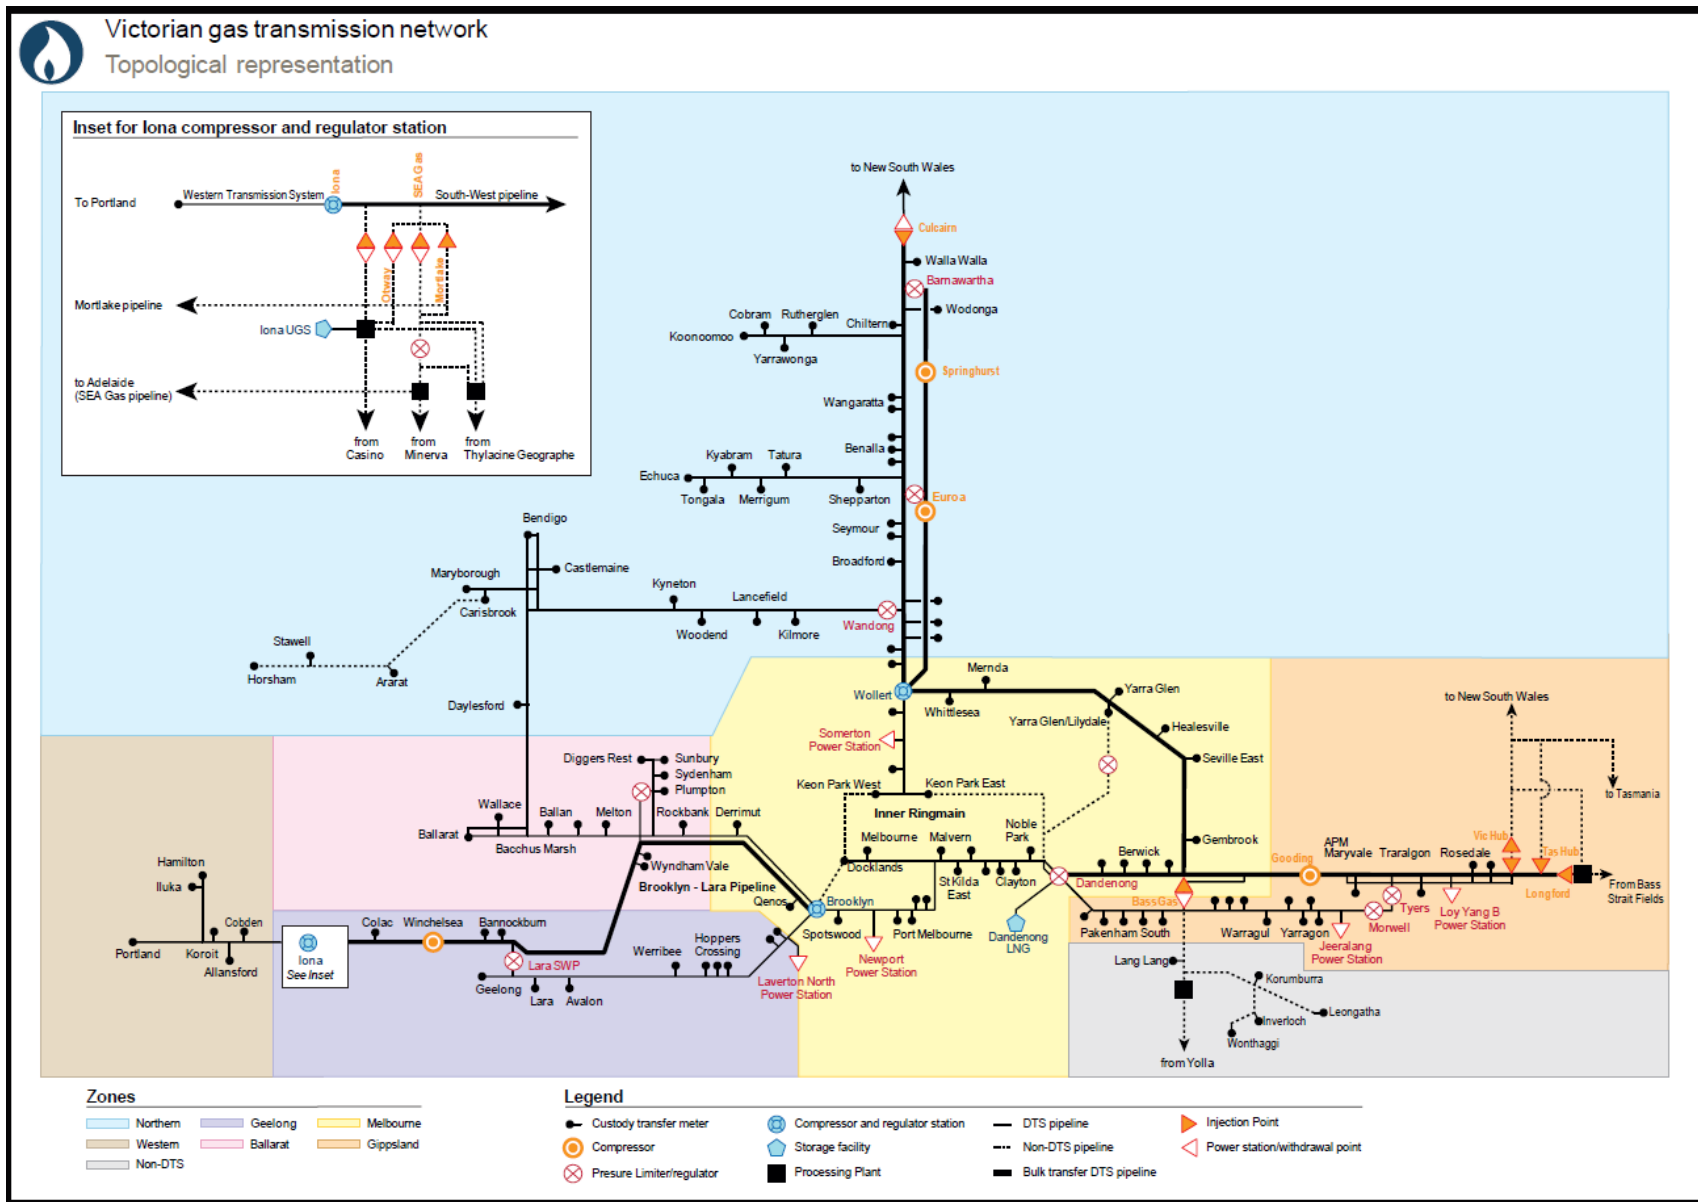 Victorian gas transmission network
Topological representation
Inset for Iona compressor and regulator station
Iona
SEA Gas
To Portland
Western Transmission System
South-West pipeline
Otway
Mortlake
Mortlake pipeline
Iona UGS
to Adelaide
(SEA Gas pipeline)
from
Casino
from
Minerva
from
Thylacine Geographe
to New South Wales
Culcairn
Walla Walla
Barnawartha
Wodonga
Cobram
Rutherglen
Chiltern
Koonoomoo
Yarrawonga
Springhurst
Wangaratta
Benalla
Kyabram
Tatura
Echuca
Tongala
Merrigum
Shepparton
Euroa
Seymour
Broadford
Bendigo
Castlemaine
Maryborough
Carisbrook
Kyneton
Lancefield
Woodend
Kilmore
Wandong
Stawell
Horsham
Ararat
Daylesford
Wollert
Mernda
Whittlesea
Yarra Glen
Yarra Glen/Lilydale
Healesville
Seville East
Gembrook
Somerton
Power Station
Keon Park West
Keon Park East
Inner Ringmain
Diggers Rest
Sunbury
Sydenham
Plumpton
Wallace
Ballan
Melton
Rockbank
Derrimut
Ballarat
Bacchus Marsh
Wyndham Vale
Brooklyn - Lara Pipeline
Qenos
Brooklyn
Melbourne
Malvern
Noble
Park
Docklands
St Kilda
East
Clayton
Spotswood
Port Melbourne
Newport
Power Station
Dandenong
LNG
Dandenong
Berwick
BassGas
Pakenham South
Warragul
Yarragon
Jeeralang
Power Station
Morwell
Tyers
Loy Yang B
Power Station
Gooding
APM
Maryvale
Traralgon
Rosedale
Vic Hub
Tas Hub
Longford
From Bass
Strait Fields
to New South Wales
to Tasmania
Hamilton
Iluka
Cobden
Portland
Koroit
Allansford
Iona
See Inset
Colac
Winchelsea
Bannockburn
Lara SWP
Geelong
Lara
Avalon
Werribee
Hoppers
Crossing
Laverton North
Power Station
Lang Lang
Korumburra
Leongatha
Inverloch
Wonthaggi
from Yolla
Zones
Northern
Geelong
Melbourne
Western
Ballarat
Gippsland
Non-DTS
Legend
Custody transfer meter
Compressor and regulator station
DTS pipeline
Injection Point
Compressor
Storage facility
Non-DTS pipeline
Power station/withdrawal point
Presure Limiter/regulator
Processing Plant
Bulk transfer DTS pipeline